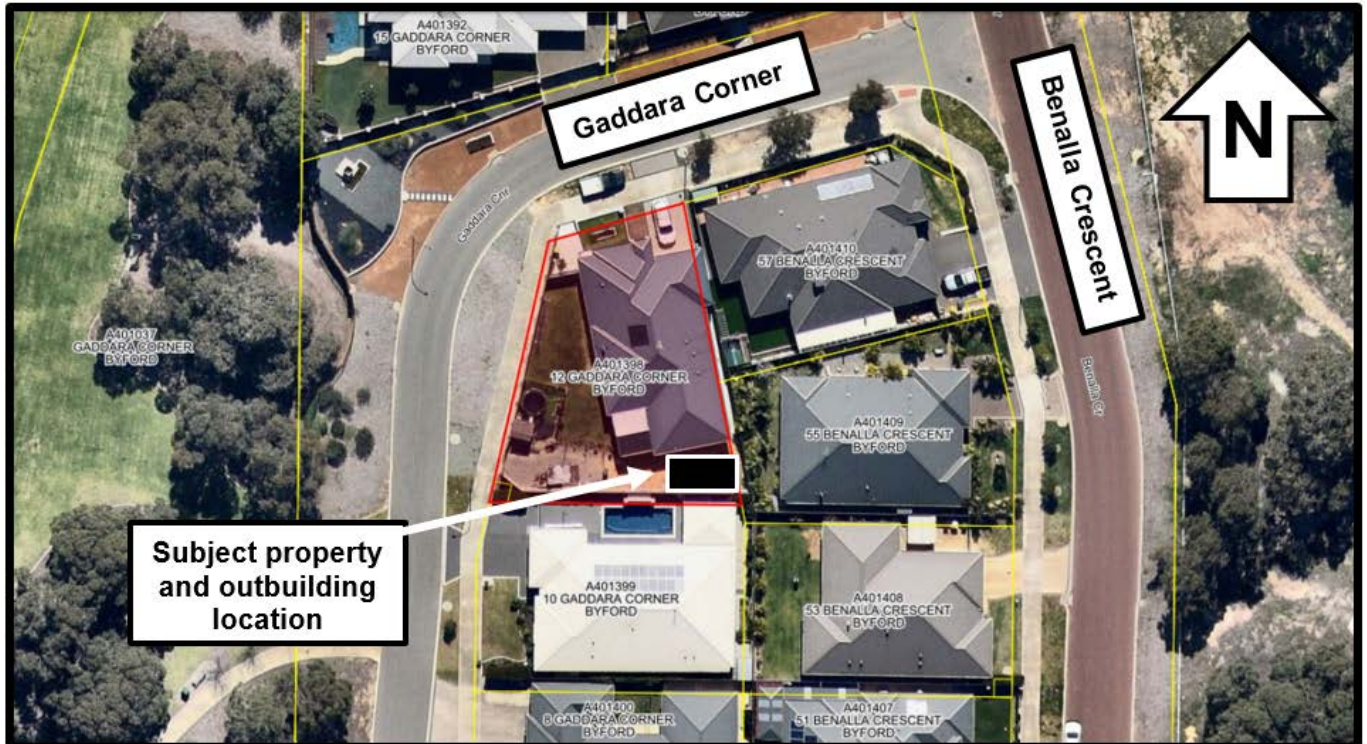 A401392
15 GADDARA CORNER
BYFORD
Gaddara Corner
Benalla Crescent
N
Gaddara Cnr
A401410
57 BENALLA CRESCENT
BYFORD
A401037
GADDARA CORNER
BYFORD
A401398
12 GADDARA CORNER
BYFORD
Benalla Cr
A401409
55 BENALLA CRESCENT
BYFORD
Subject property
and outbuilding
location
A401399
10 GADDARA CORNER
BYFORD
A401408
53 BENALLA CRESCENT
BYFORD
A401400
8 GADDARA CORNER
BYFORD
A401407
51 BENALLA CRESCENT
BYFORD